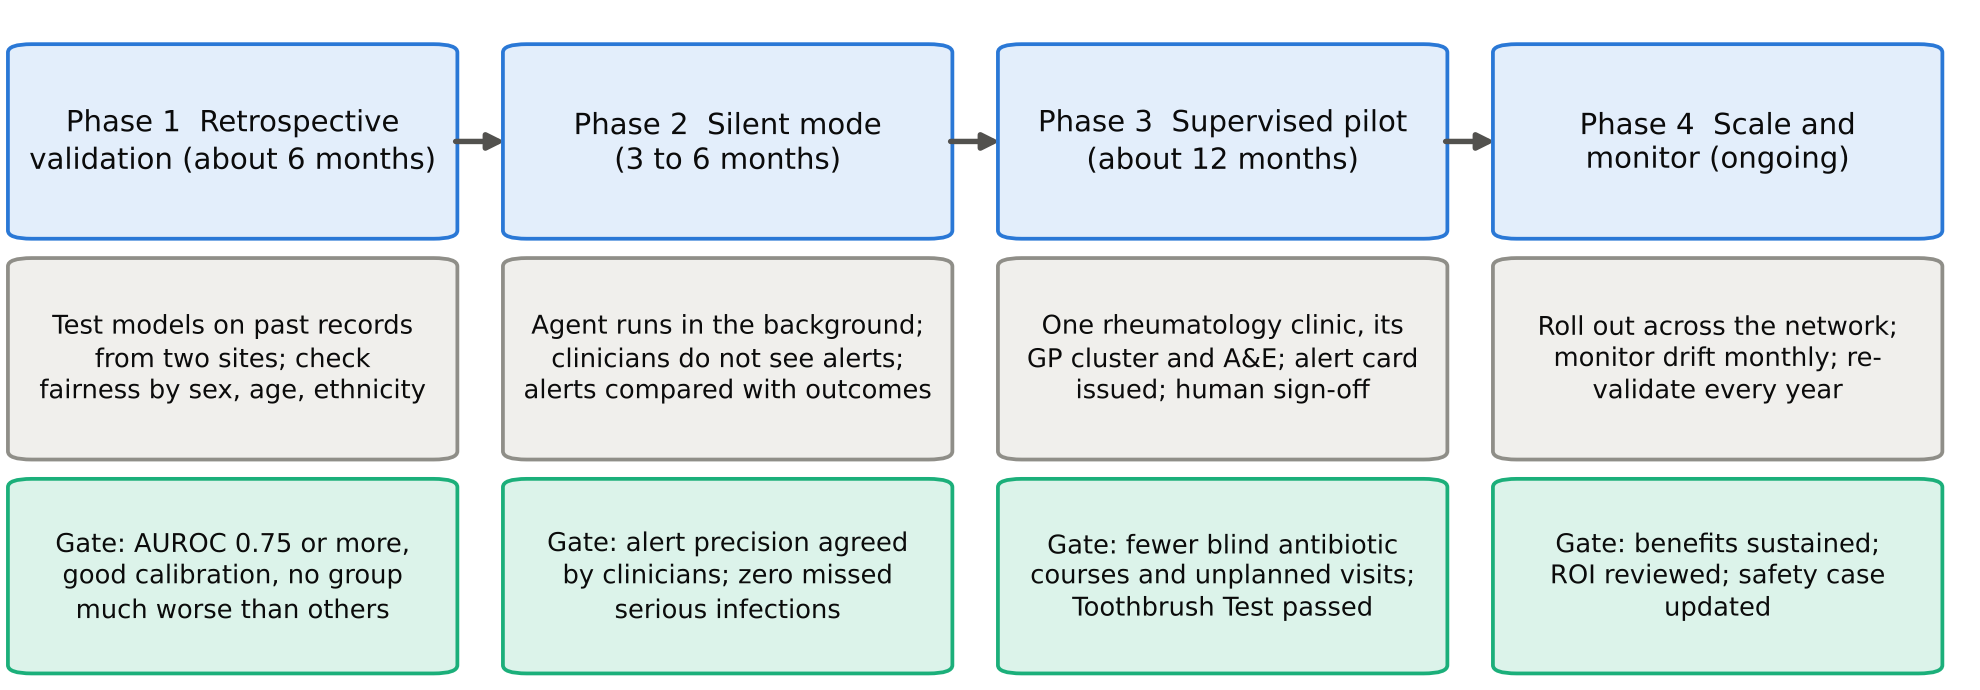 Phase 1  Retrospective
validation (about 6 months)
Phase 2  Silent mode
(3 to 6 months)
Phase 3  Supervised pilot
(about 12 months)
Phase 4  Scale and
monitor (ongoing)
Test models on past records
from two sites; check
fairness by sex, age, ethnicity
Agent runs in the background;
clinicians do not see alerts;
alerts compared with outcomes
One rheumatology clinic, its
GP cluster and A&E; alert card
issued; human sign-off
Roll out across the network;
monitor drift monthly; re-
validate every year
Gate: AUROC 0.75 or more,
good calibration, no group
much worse than others
Gate: alert precision agreed
by clinicians; zero missed
serious infections
Gate: fewer blind antibiotic
courses and unplanned visits;
Toothbrush Test passed
Gate: benefits sustained;
ROI reviewed; safety case
updated